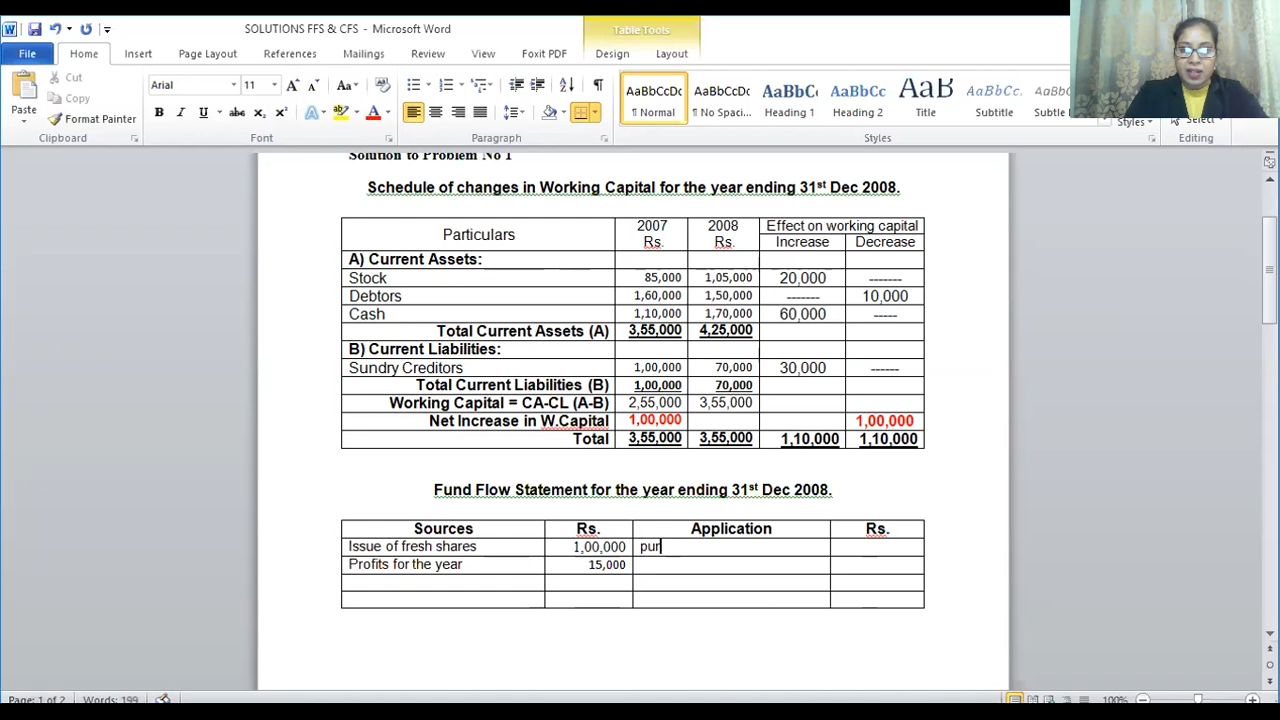 SOLUTIONS FFS & CFS - Microsoft Word
Table Tools
File Home Insert Page Layout References Mailings Review View Foxit PDF Design Layout
Paste
Cut
Copy
Format Painter
Clipboard
Arial 11
Font
Paragraph
AaBbCcDc AaBbCcDc AaBbC AaBbCc AaB AaBbCc AaBbC
¶ Normal ¶ No Spaci... Heading 1 Heading 2 Title Subtitle Subtle
Styles
Select
Styles Editing
Solution to Problem No 1
Schedule of changes in Working Capital for the year ending 31st Dec 2008.
Particulars 2007 Rs. 2008 Rs. Effect on working capital
Increase Decrease
A) Current Assets:
Stock 85,000 1,05,000 20,000 -------
Debtors 1,60,000 1,50,000 ------- 10,000
Cash 1,10,000 1,70,000 60,000 -----
Total Current Assets (A) 3,55,000 4,25,000
B) Current Liabilities:
Sundry Creditors 1,00,000 70,000 30,000 ------
Total Current Liabilities (B) 1,00,000 70,000
Working Capital = CA-CL (A-B) 2,55,000 3,55,000
Net Increase in W.Capital 1,00,000 1,00,000
Total 3,55,000 3,55,000 1,10,000 1,10,000
Fund Flow Statement for the year ending 31st Dec 2008.
Sources Rs. Application Rs.
Issue of fresh shares 1,00,000 pur
Profits for the year 15,000
Page: 1 of 2 Words: 199 100%